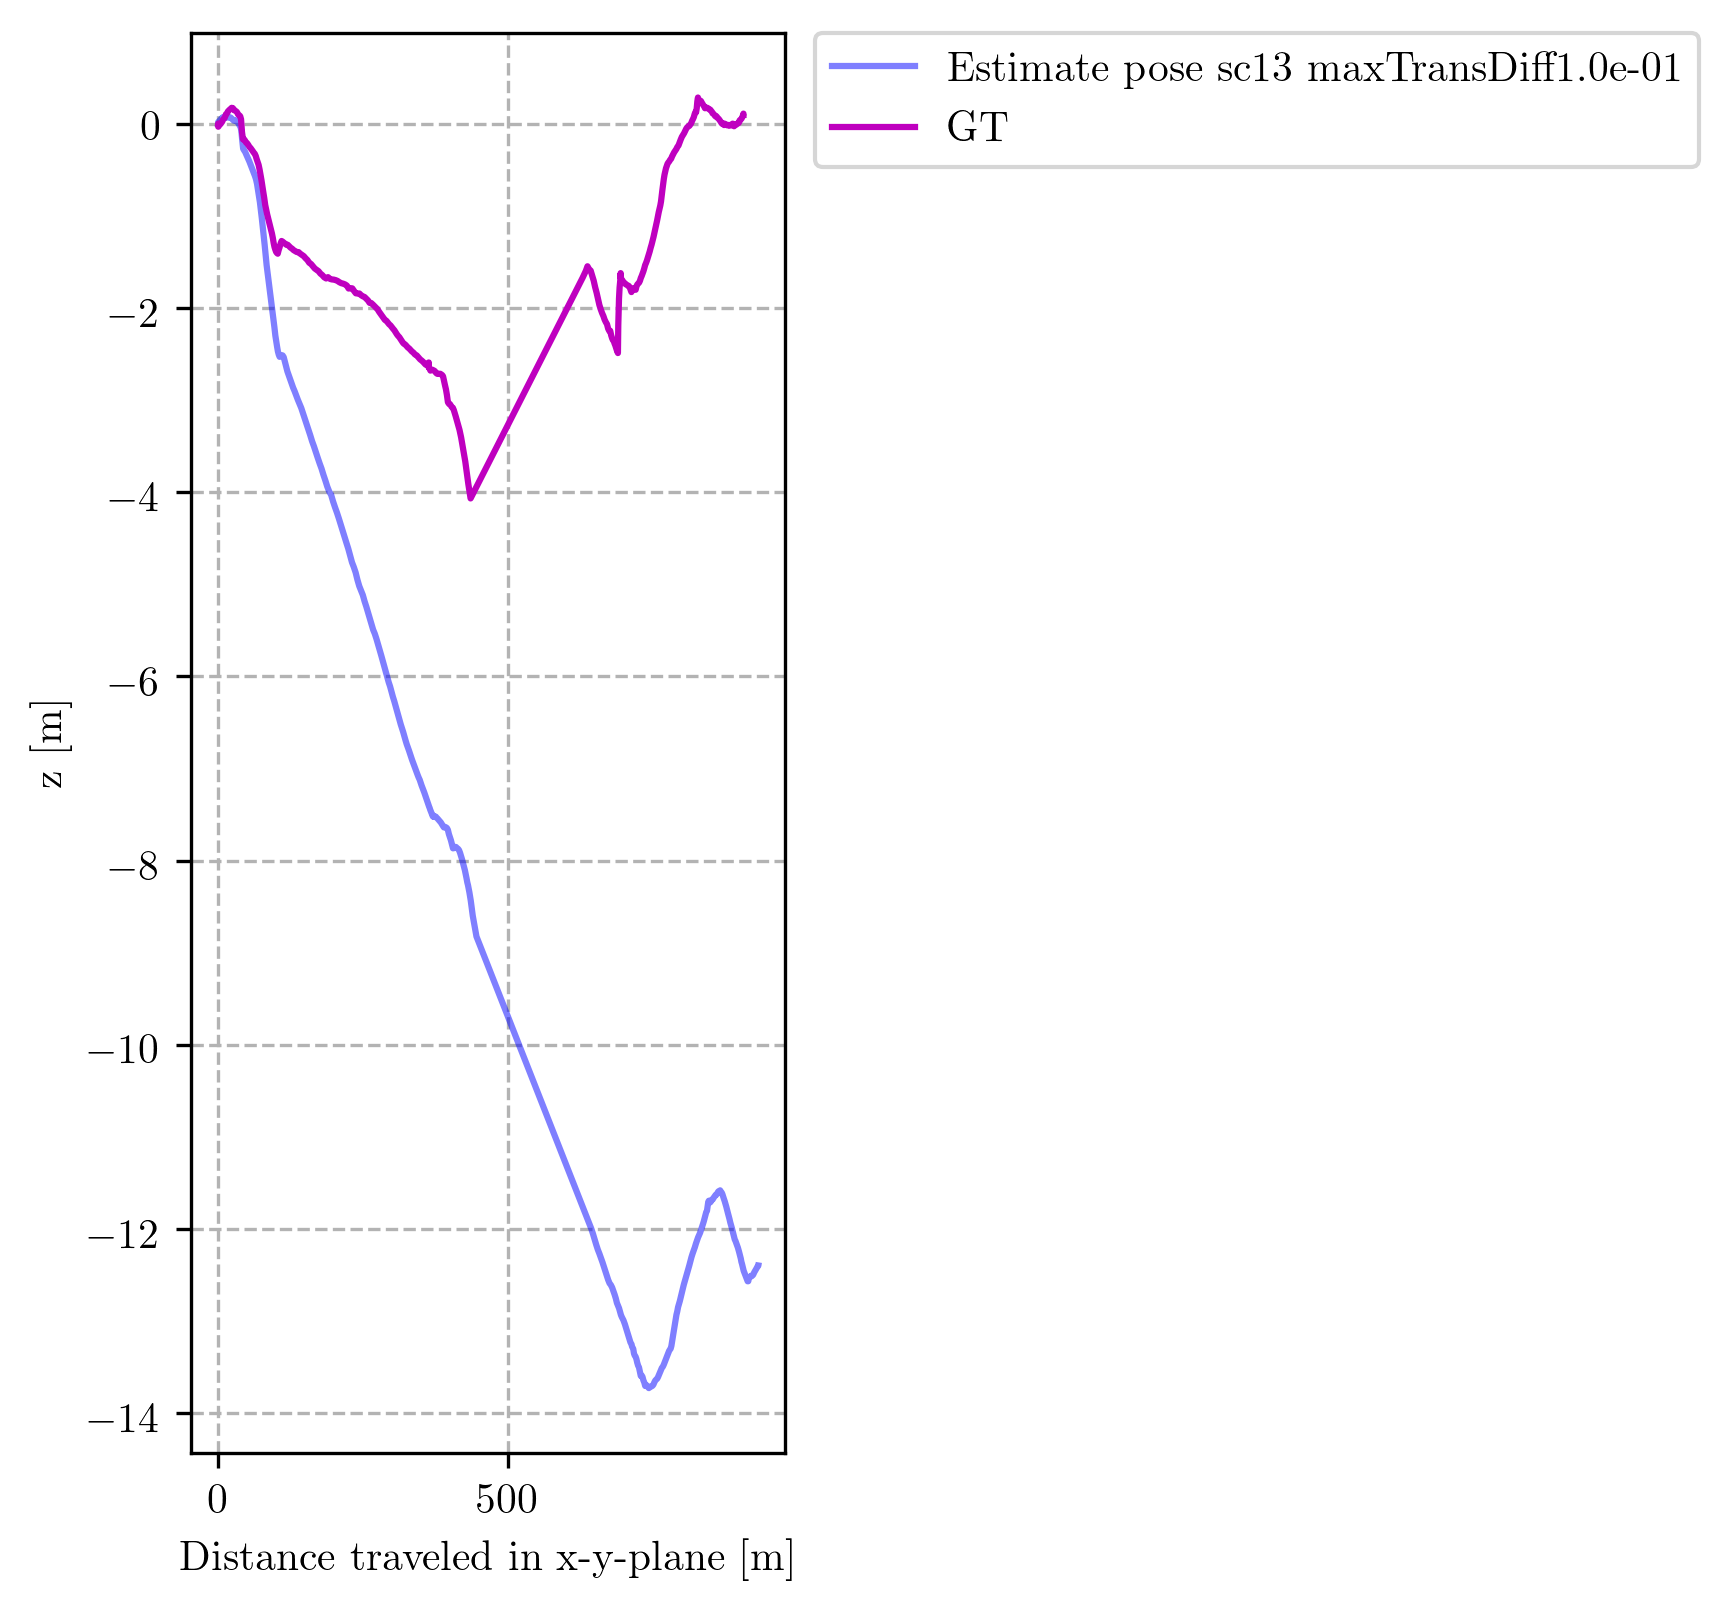 Estimate pose sc13 maxTransDiff1.0e-01
GT
0
−2
−4
−6
−8
−10
−12
−14
z [m]
0 500
Distance traveled in x-y-plane [m]